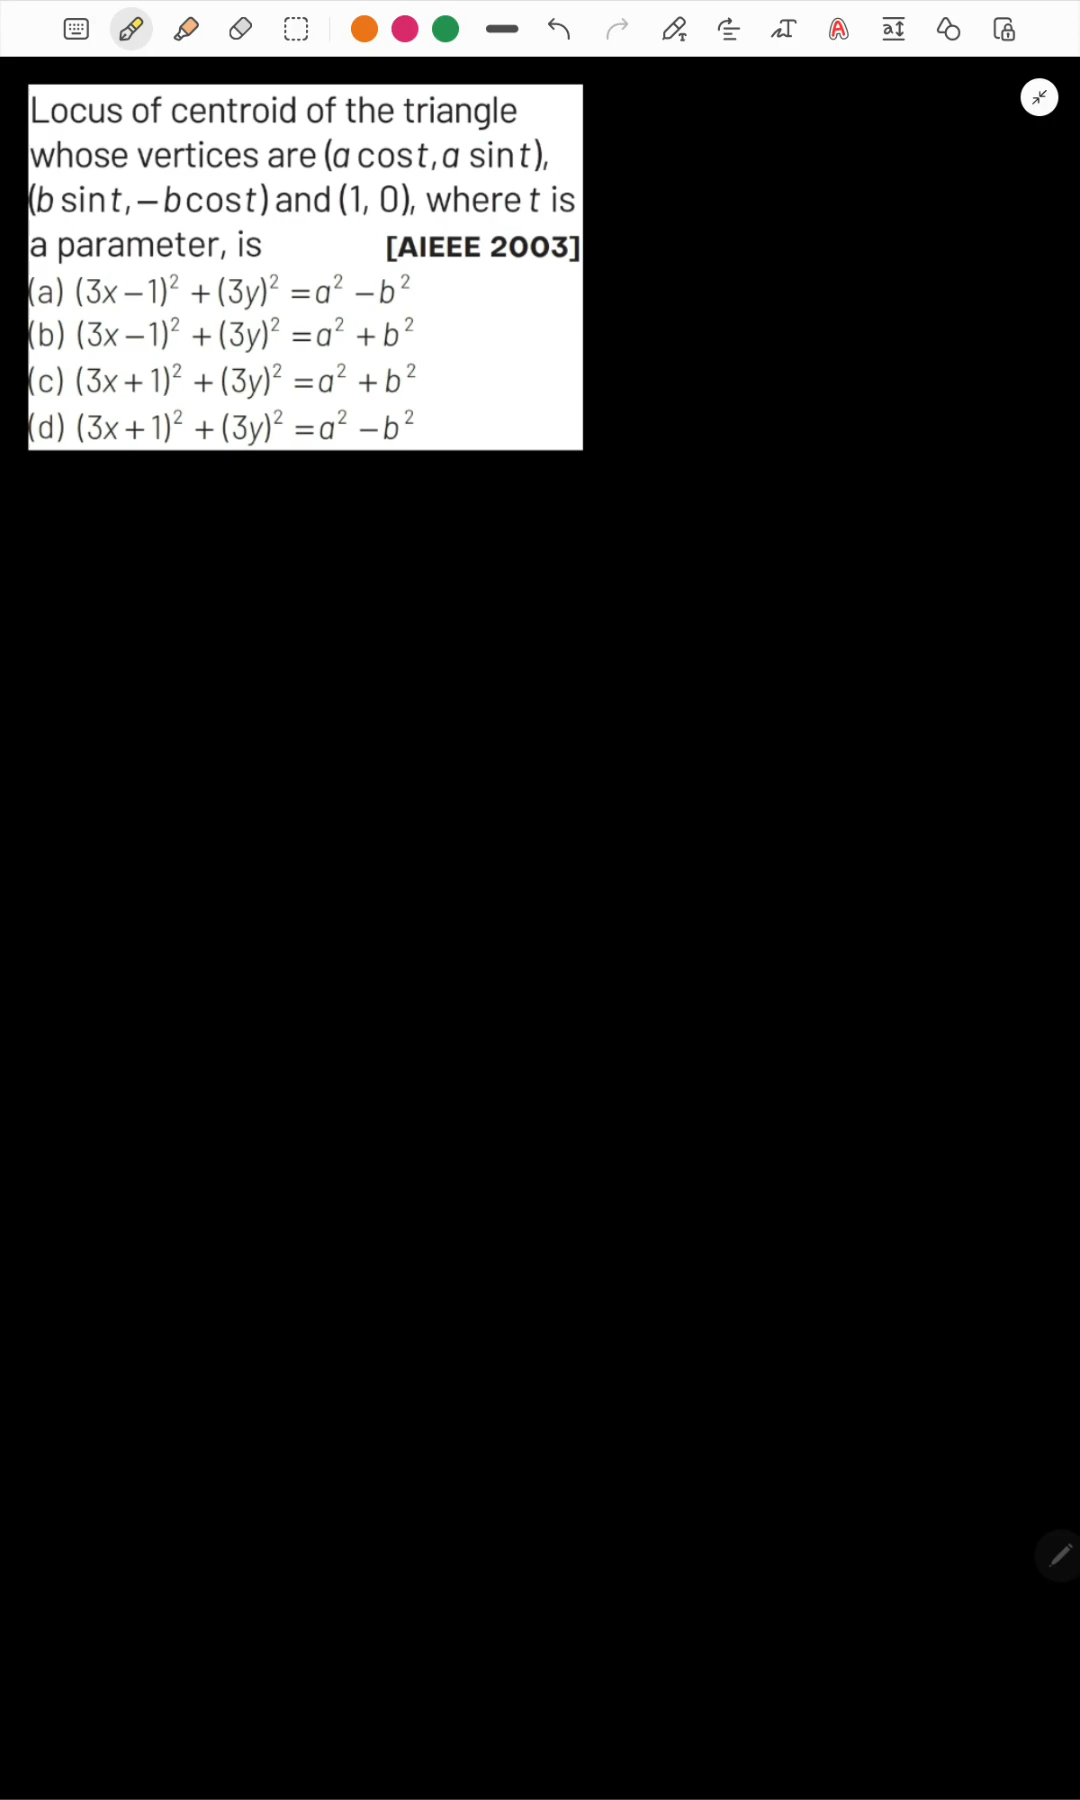 Locus of centroid of the triangle
whose vertices are (a cos t, a sin t),
(b sin t, – b cos t) and (1, 0), where t is
a parameter, is [AIEEE 2003]
(a) (3x – 1)² + (3y)² = a² – b²
(b) (3x – 1)² + (3y)² = a² + b²
(c) (3x + 1)² + (3y)² = a² + b²
(d) (3x + 1)² + (3y)² = a² – b²